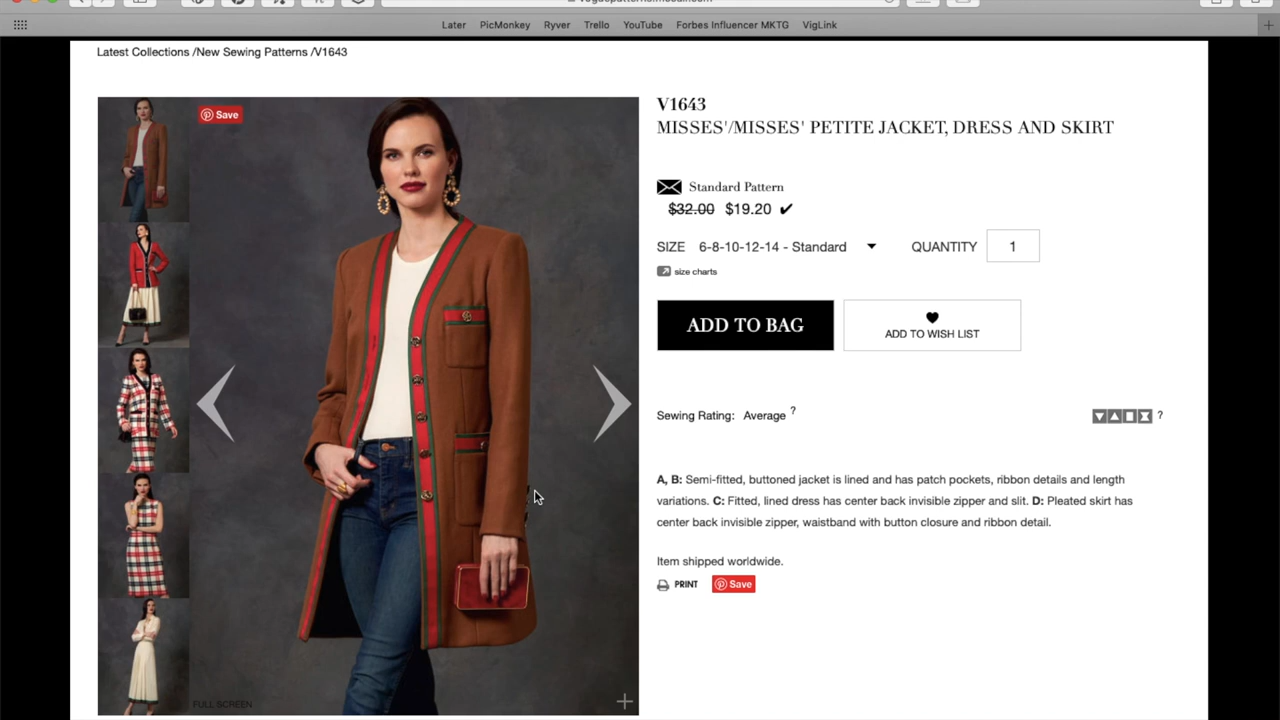 Later PicMonkey Ryver Trello YouTube Forbes Influencer MKTG VigLink
Latest Collections /New Sewing Patterns /V1643
Save
FULL SCREEN
V1643
MISSES'/MISSES' PETITE JACKET, DRESS AND SKIRT
Standard Pattern
$32.00 $19.20 ✔
SIZE 6-8-10-12-14 - Standard QUANTITY 1
size charts
ADD TO BAG
ADD TO WISH LIST
Sewing Rating: Average ? ?
A, B: Semi-fitted, buttoned jacket is lined and has patch pockets, ribbon details and length
variations. C: Fitted, lined dress has center back invisible zipper and slit. D: Pleated skirt has
center back invisible zipper, waistband with button closure and ribbon detail.
Item shipped worldwide.
PRINT Save